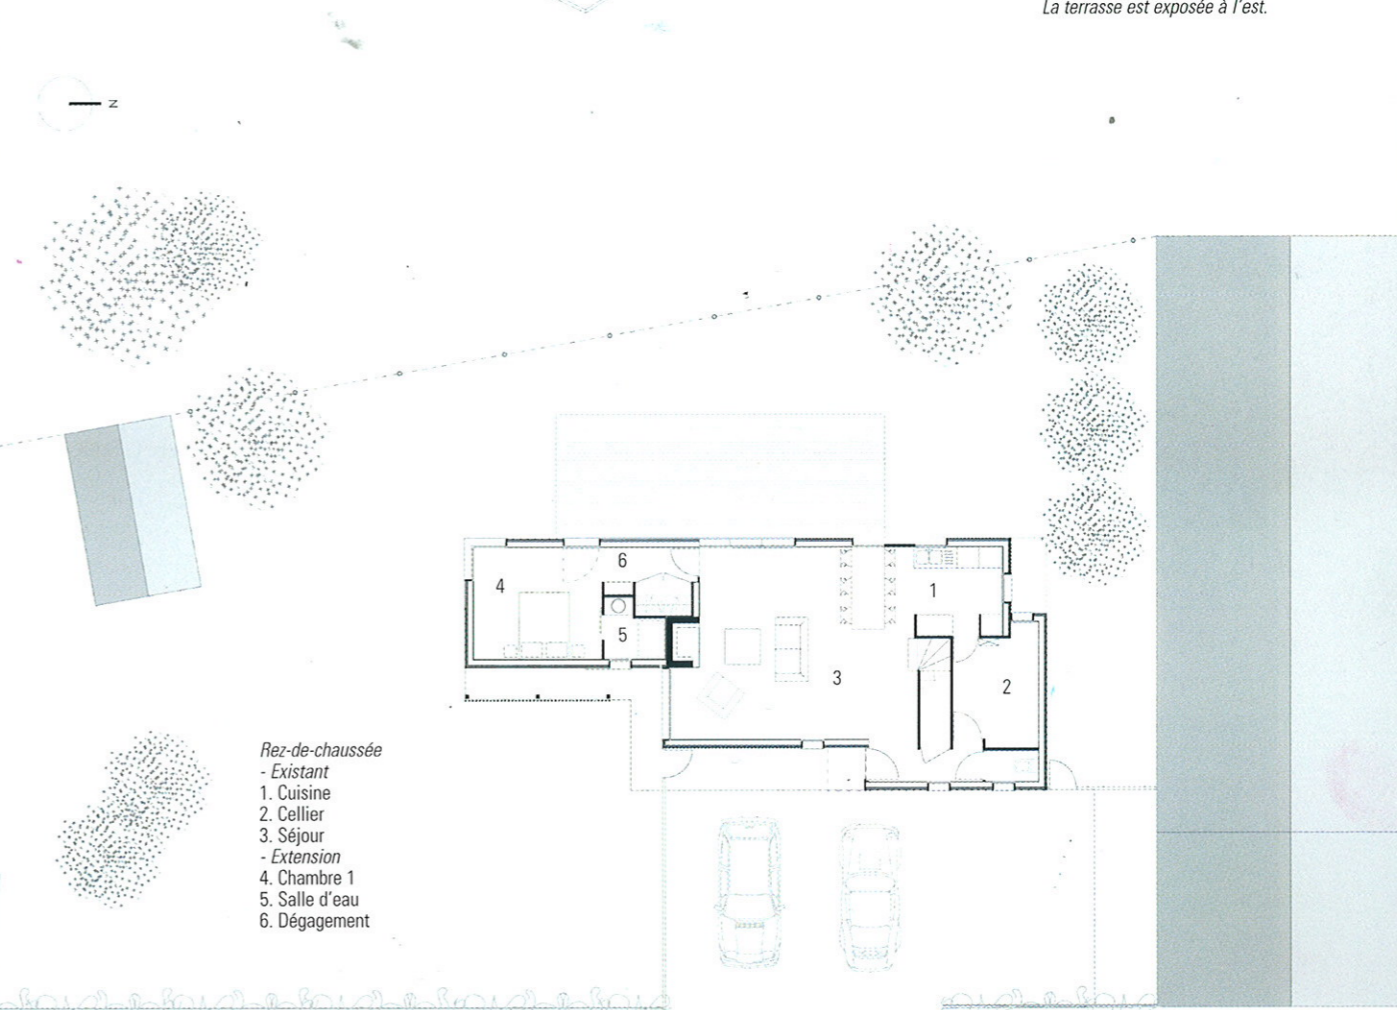 La terrasse est exposée à l'est.
N
6
4
1
5
3
2
Rez-de-chaussée
- Existant
1. Cuisine
2. Cellier
3. Séjour
- Extension
4. Chambre 1
5. Salle d'eau
6. Dégagement